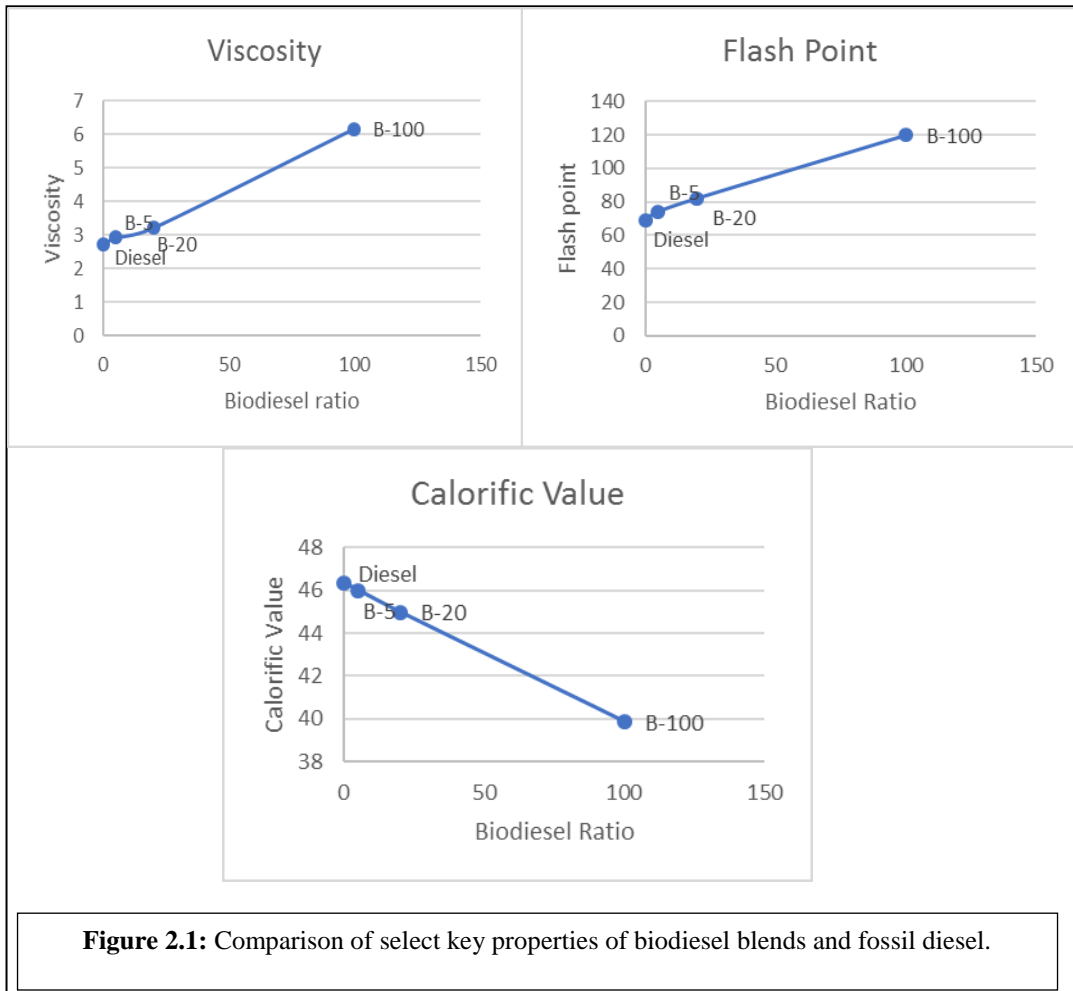 Viscosity
7
6
5
4
3
2
1
0
Viscosity
B-100
B-5
B-20
Diesel
0 50 100 150
Biodiesel ratio
Flash Point
140
120
100
80
60
40
20
0
Flash point
B-100
B-5
B-20
Diesel
0 50 100 150
Biodiesel Ratio
Calorific Value
48
46
44
42
40
38
Calorific Value
Diesel
B-5
B-20
B-100
0 50 100 150
Biodiesel Ratio
Figure 2.1: Comparison of select key properties of biodiesel blends and fossil diesel.